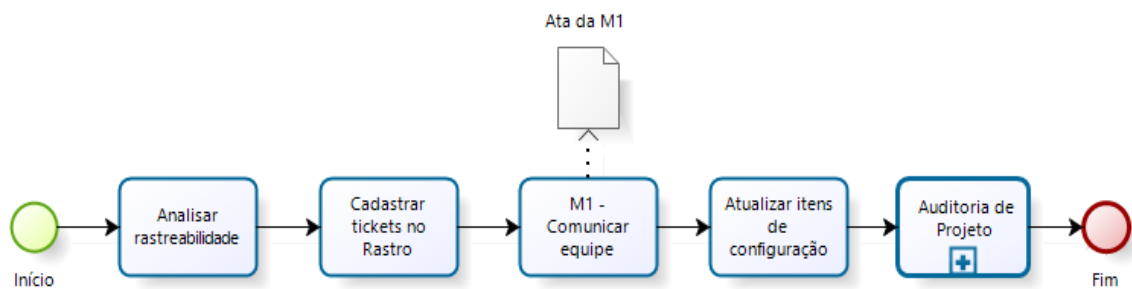 Ata da M1
Início
Analisar
rastreabilidade
Cadastrar
tickets no
Rastro
M1 -
Comunicar
equipe
Atualizar itens
de
configuração
Auditoria de
Projeto
Fim